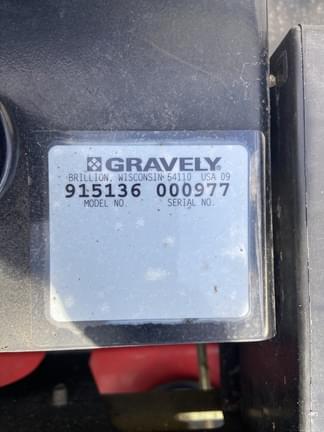 GRAVELY
BRILLION, WISCONSIN 54110 USA 09
915136 000977
MODEL NO. SERIAL NO.